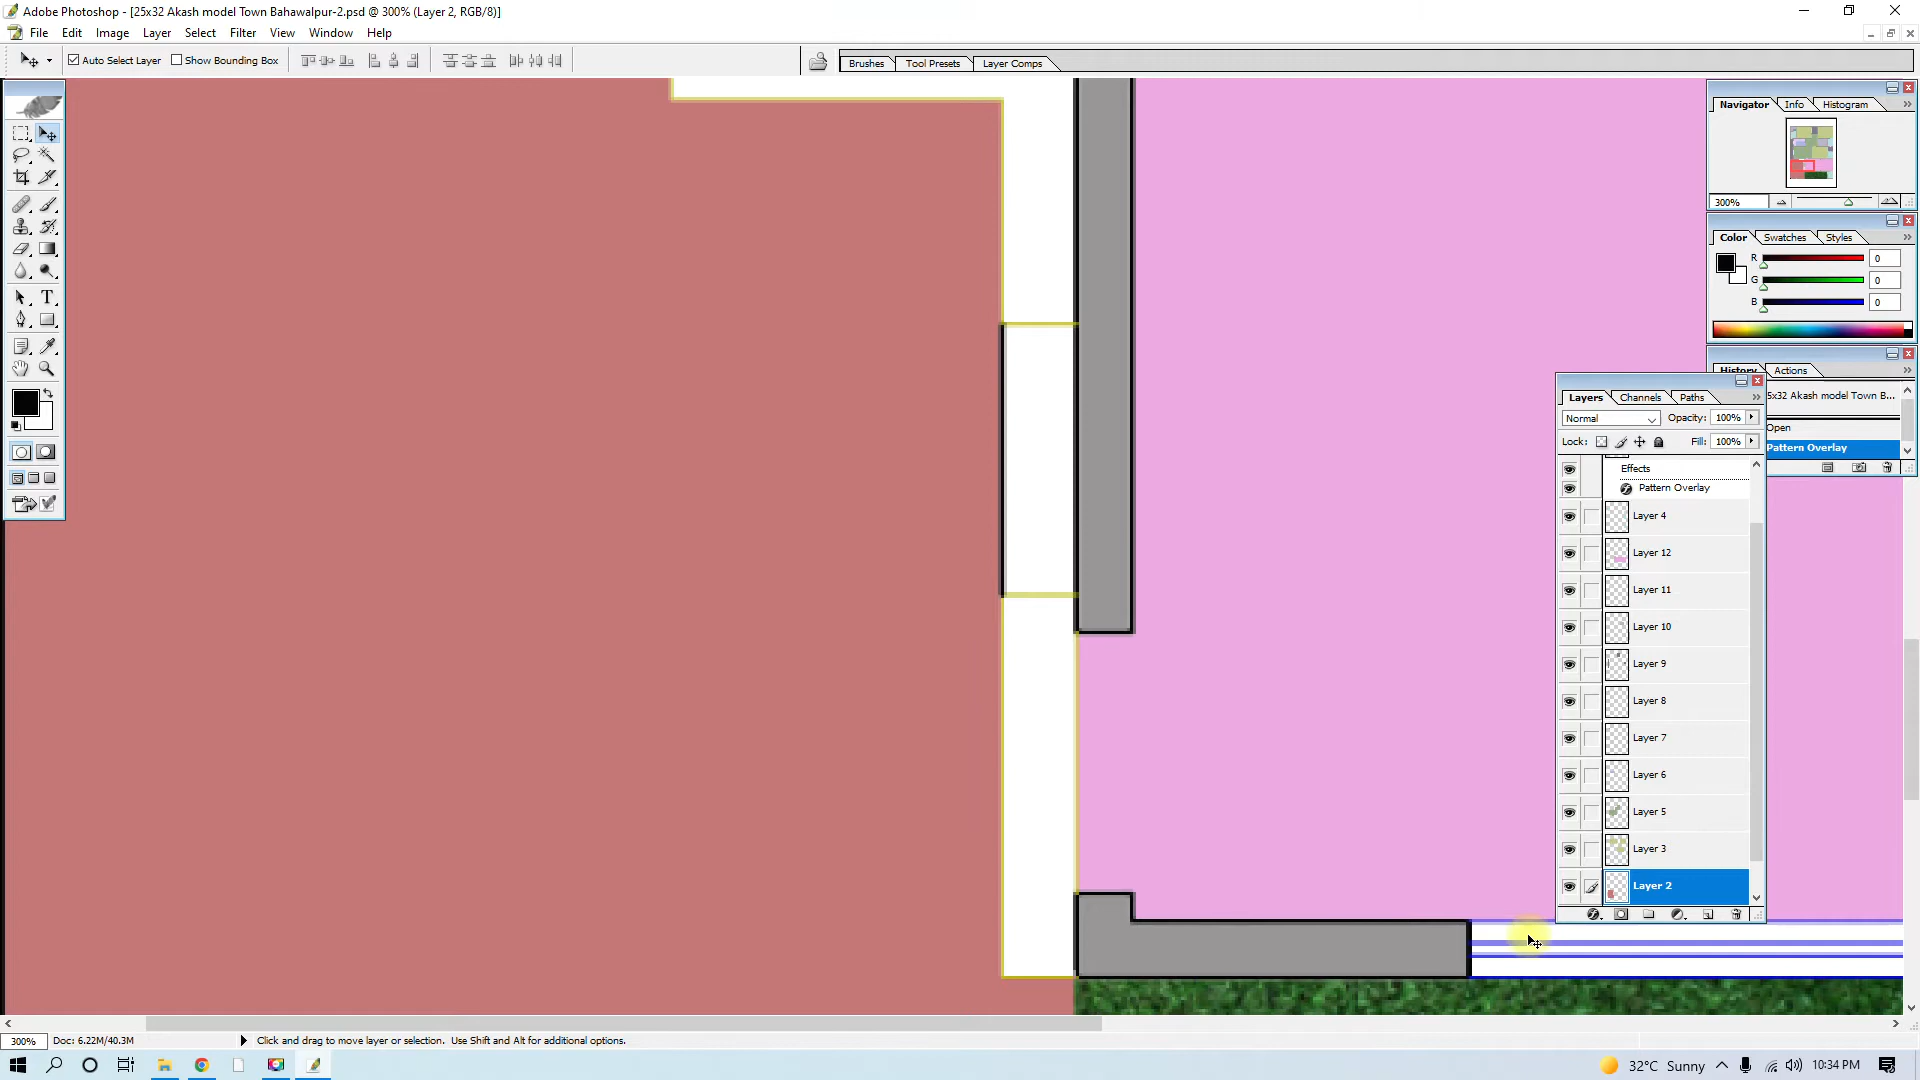 Adobe Photoshop - [25x32 Akash model Town Bahawalpur-2.psd @ 300% (Layer 2, RGB/8)]
File Edit Image Layer Select Filter View Window Help
Auto Select Layer Show Bounding Box
Brushes Tool Presets Layer Comps
Navigator Info Histogram
300%
Color Swatches Styles
R 0
G 0
B 0
History Actions
5x32 Akash model Town B...
Open
Pattern Overlay
Layers Channels Paths
Normal Opacity: 100%
Lock: Fill: 100%
Effects
Pattern Overlay
Layer 4
Layer 12
Layer 11
Layer 10
Layer 9
Layer 8
Layer 7
Layer 6
Layer 5
Layer 3
Layer 2
300% Doc: 6.22M/40.3M Click and drag to move layer or selection. Use Shift and Alt for additional options.
32°C Sunny 10:34 PM